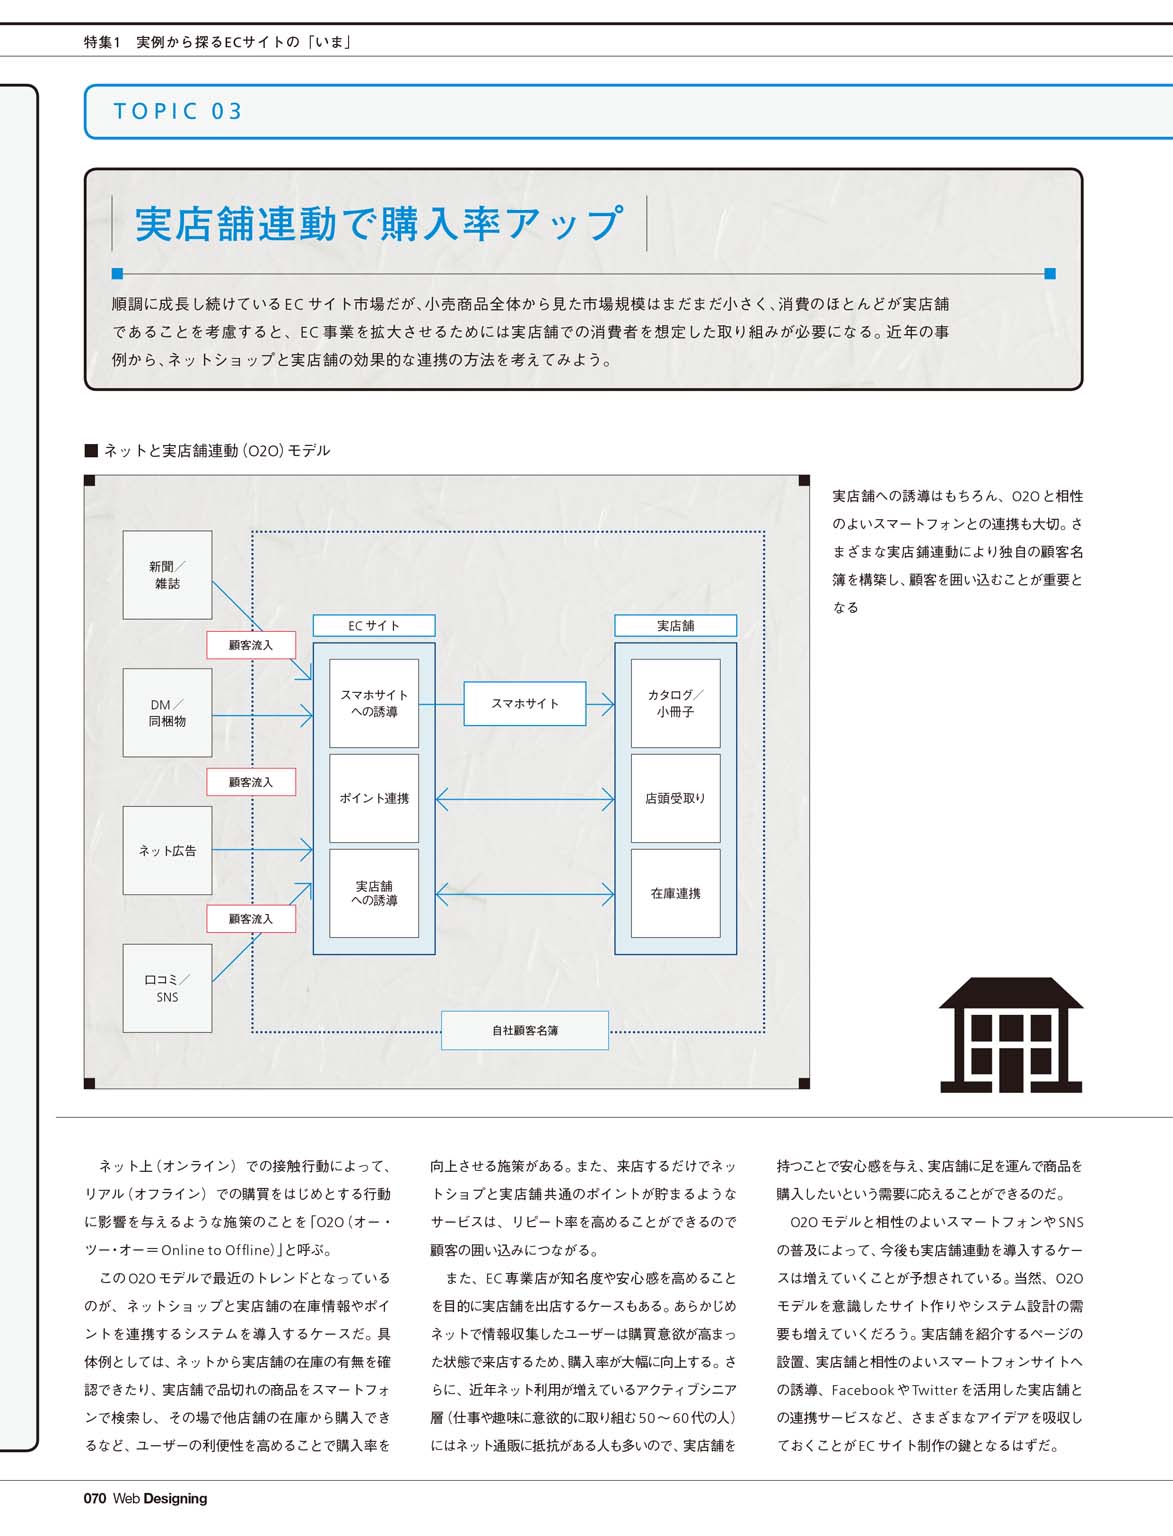 特集1　実例から探るECサイトの「いま」
TOPIC 03
実店舗連動で購入率アップ
順調に成長し続けているECサイト市場だが、小売商品全体から見た市場規模はまだまだ小さく、消費のほとんどが実店舗
であることを考慮すると、EC事業を拡大させるためには実店舗での消費者を想定した取り組みが必要になる。近年の事
例から、ネットショップと実店舗の効果的な連携の方法を考えてみよう。
■ ネットと実店舗連動（O2O）モデル
新聞／
雑誌
顧客流入
DM／
同梱物
顧客流入
ネット広告
顧客流入
口コミ／
SNS
ECサイト
スマホサイト
への誘導
ポイント連携
実店舗
への誘導
スマホサイト
実店舗
カタログ／
小冊子
店頭受取り
在庫連携
自社顧客名簿
実店舗への誘導はもちろん、O2Oと相性
のよいスマートフォンとの連携も大切。さ
まざまな実店鋪連動により独自の顧客名
簿を構築し、顧客を囲い込むことが重要と
なる
ネット上（オンライン）での接触行動によって、
リアル（オフライン）での購買をはじめとする行動
に影響を与えるような施策のことを「O2O（オー・
ツー・オー＝Online to Offline）」と呼ぶ。
このO2Oモデルで最近のトレンドとなっている
のが、ネットショップと実店舗の在庫情報やポイ
ントを連携するシステムを導入するケースだ。具
体例としては、ネットから実店舗の在庫の有無を確
認できたり、実店舗で品切れの商品をスマートフォ
ンで検索し、その場で他店舗の在庫から購入でき
るなど、ユーザーの利便性を高めることで購入率を
向上させる施策がある。また、来店するだけでネッ
トショプと実店舗共通のポイントが貯まるような
サービスは、リピート率を高めることができるので
顧客の囲い込みにつながる。
また、EC専業店が知名度や安心感を高めること
を目的に実店舗を出店するケースもある。あらかじめ
ネットで情報収集したユーザーは購買意欲が高まっ
た状態で来店するため、購入率が大幅に向上する。さ
らに、近年ネット利用が増えているアクティブシニア
層（仕事や趣味に意欲的に取り組む50～60代の人）
にはネット通販に抵抗がある人も多いので、実店舗を
持つことで安心感を与え、実店舗に足を運んで商品を
購入したいという需要に応えることができるのだ。
O2Oモデルと相性のよいスマートフォンやSNS
の普及によって、今後も実店舗連動を導入するケー
スは増えていくことが予想されている。当然、O2O
モデルを意識したサイト作りやシステム設計の需
要も増えていくだろう。実店舗を紹介するページの
設置、実店舗と相性のよいスマートフォンサイトへ
の誘導、FacebookやTwitterを活用した実店舗と
の連携サービスなど、さまざまなアイデアを吸収し
ておくことがECサイト制作の鍵となるはずだ。
070 Web Designing